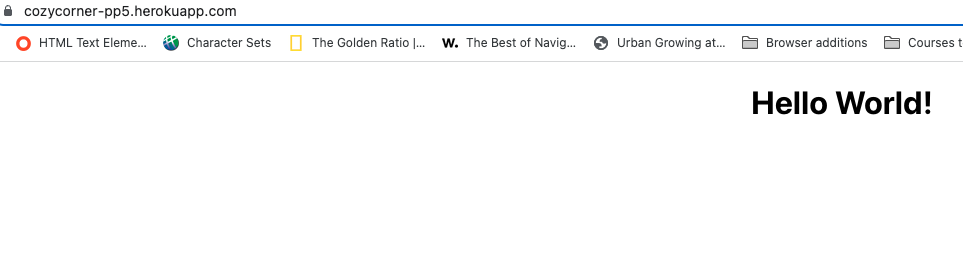 cozycorner-pp5.herokuapp.com
HTML Text Eleme... Character Sets The Golden Ratio |... W. The Best of Navig... Urban Growing at... Browser additions Courses t
Hello World!